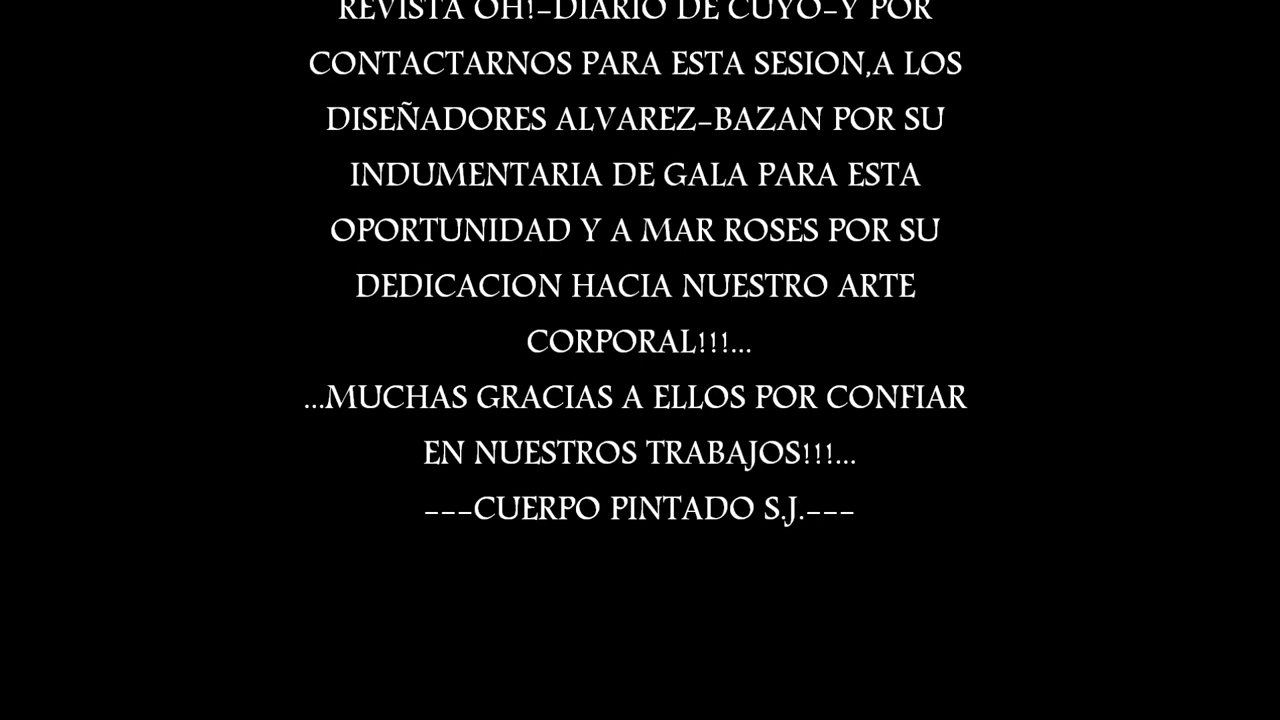 REVISTA OH!-DIARIO DE CUYO-Y POR
CONTACTARNOS PARA ESTA SESION,A LOS
DISEÑADORES ALVAREZ-BAZAN POR SU
INDUMENTARIA DE GALA PARA ESTA
OPORTUNIDAD Y A MAR ROSES POR SU
DEDICACION HACIA NUESTRO ARTE
CORPORAL!!!...
...MUCHAS GRACIAS A ELLOS POR CONFIAR
EN NUESTROS TRABAJOS!!!...
---CUERPO PINTADO S.J.---